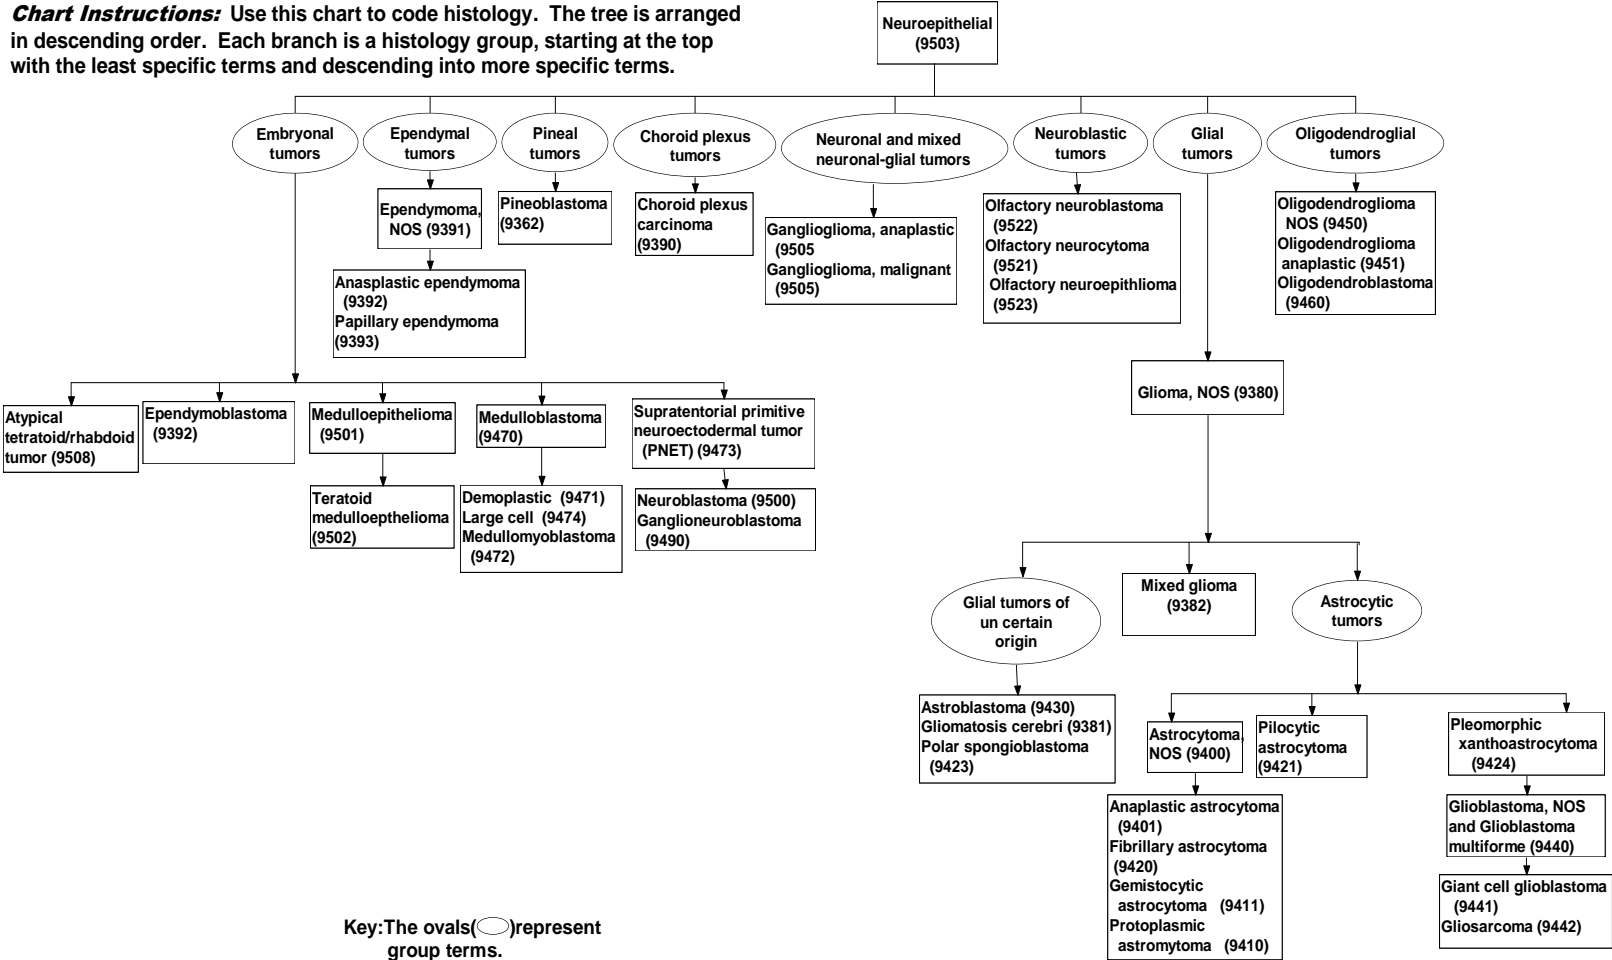 Chart Instructions: Use this chart to code histology. The tree is arranged
in descending order. Each branch is a histology group, starting at the top
with the least specific terms and descending into more specific terms.
Neuroepithelial
(9503)
Embryonal
tumors
Ependymal
tumors
Pineal
tumors
Choroid plexus
tumors
Neuronal and mixed
neuronal-glial tumors
Neuroblastic
tumors
Glial
tumors
Oligodendroglial
tumors
Ependymoma,
NOS (9391)
Anasplastic ependymoma
(9392)
Papillary ependymoma
(9393)
Pineoblastoma
(9362)
Choroid plexus
carcinoma
(9390)
Ganglioglioma, anaplastic
(9505
Ganglioglioma, malignant
(9505)
Olfactory neuroblastoma
(9522)
Olfactory neurocytoma
(9521)
Olfactory neuroepithlioma
(9523)
Oligodendroglioma
NOS (9450)
Oligodendroglioma
anaplastic (9451)
Oligodendroblastoma
(9460)
Atypical
tetratoid/rhabdoid
tumor (9508)
Ependymoblastoma
(9392)
Medulloepithelioma
(9501)
Teratoid
medulloepthelioma
(9502)
Medulloblastoma
(9470)
Demoplastic (9471)
Large cell (9474)
Medullomyoblastoma
(9472)
Supratentorial primitive
neuroectodermal tumor
(PNET) (9473)
Neuroblastoma (9500)
Ganglioneuroblastoma
(9490)
Glioma, NOS (9380)
Glial tumors of
un certain
origin
Mixed glioma
(9382)
Astrocytic
tumors
Astroblastoma (9430)
Gliomatosis cerebri (9381)
Polar spongioblastoma
(9423)
Astrocytoma,
NOS (9400)
Anaplastic astrocytoma
(9401)
Fibrillary astrocytoma
(9420)
Gemistocytic
astrocytoma (9411)
Protoplasmic
astromytoma (9410)
Pilocytic
astrocytoma
(9421)
Pleomorphic
xanthoastrocytoma
(9424)
Glioblastoma, NOS
and Glioblastoma
multiforme (9440)
Giant cell glioblastoma
(9441)
Gliosarcoma (9442)
Key:The ovals( )represent
group terms.